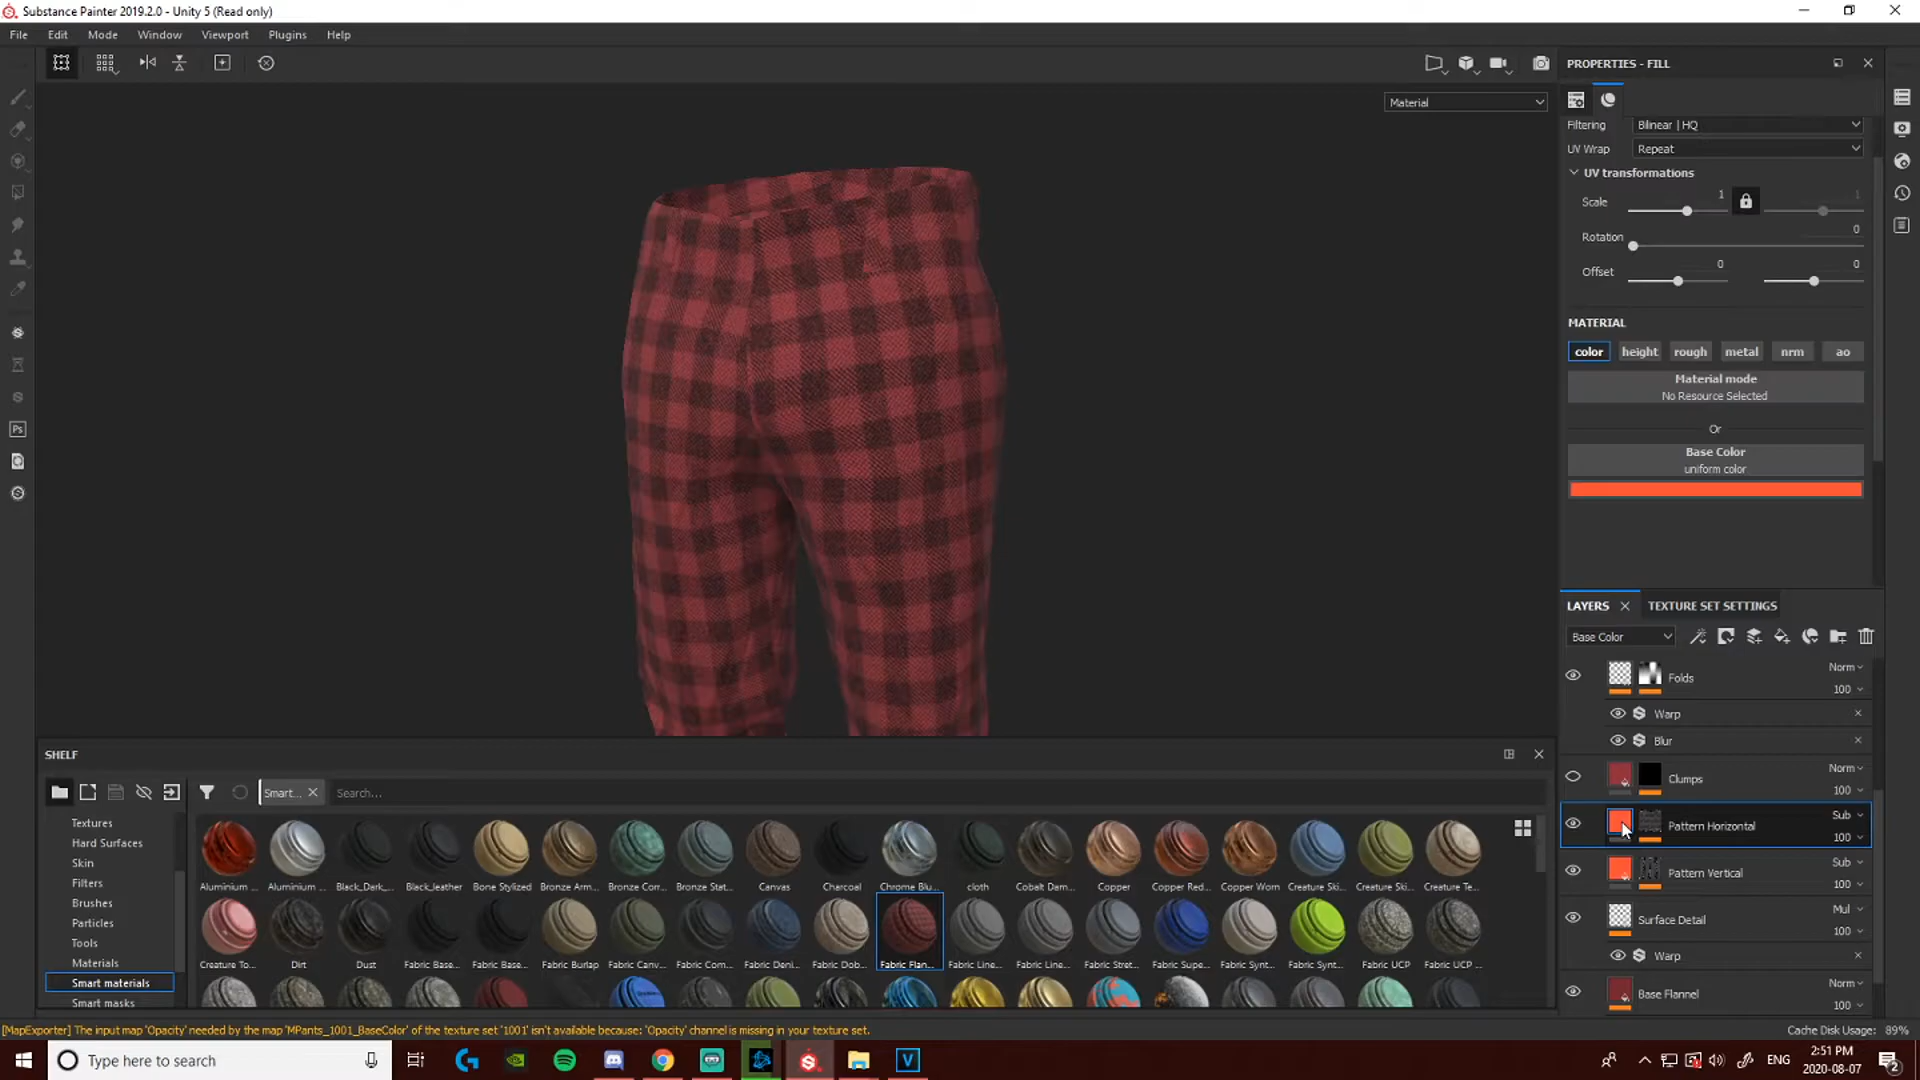 Substance Painter 2019.2.0 - Unity 5 (Read only)
File Edit Mode Window Viewport Plugins Help
Material
PROPERTIES - FILL
Filtering Bilinear | HQ
UV Wrap Repeat
UV transformations
Scale 1 1
Rotation 0
Offset 0 0
MATERIAL
color height rough metal nrm ao
Material mode
No Resource Selected
Or
Base Color
uniform color
LAYERS TEXTURE SET SETTINGS
Base Color
Folds Norm 100
Warp
Blur
Clumps Norm 100
Pattern Horizontal Sub 100
Pattern Vertical Sub 100
Surface Detail Mul 100
Warp
Base Flannel Norm 100
SHELF
Smart... Search...
Textures
Hard Surfaces
Skin
Filters
Brushes
Particles
Tools
Materials
Smart materials
Smart masks
Aluminium ... Aluminium ... Black_Dark_... Black_leather Bone Stylized Bronze Arm... Bronze Cor... Bronze Stat... Canvas Charcoal Chrome Blu... cloth Cobalt Dam... Copper Copper Red... Copper Worn Creature Ski... Creature Ski... Creature Te...
Creature To... Dirt Dust Fabric Base... Fabric Base... Fabric Burlap Fabric Canv... Fabric Com... Fabric Deni... Fabric Dob... Fabric Flan... Fabric Line... Fabric Line... Fabric Stret... Fabric Supe... Fabric Synt... Fabric Synt... Fabric UCP Fabric UCP ...
[MapExporter] The input map 'Opacity' needed by the map 'MPants_1001_BaseColor' of the texture set '1001' isn't available because: 'Opacity' channel is missing in your texture set.
Cache Disk Usage: 89%
Type here to search
Ps
V
ENG
2:51 PM
2020-08-07
2